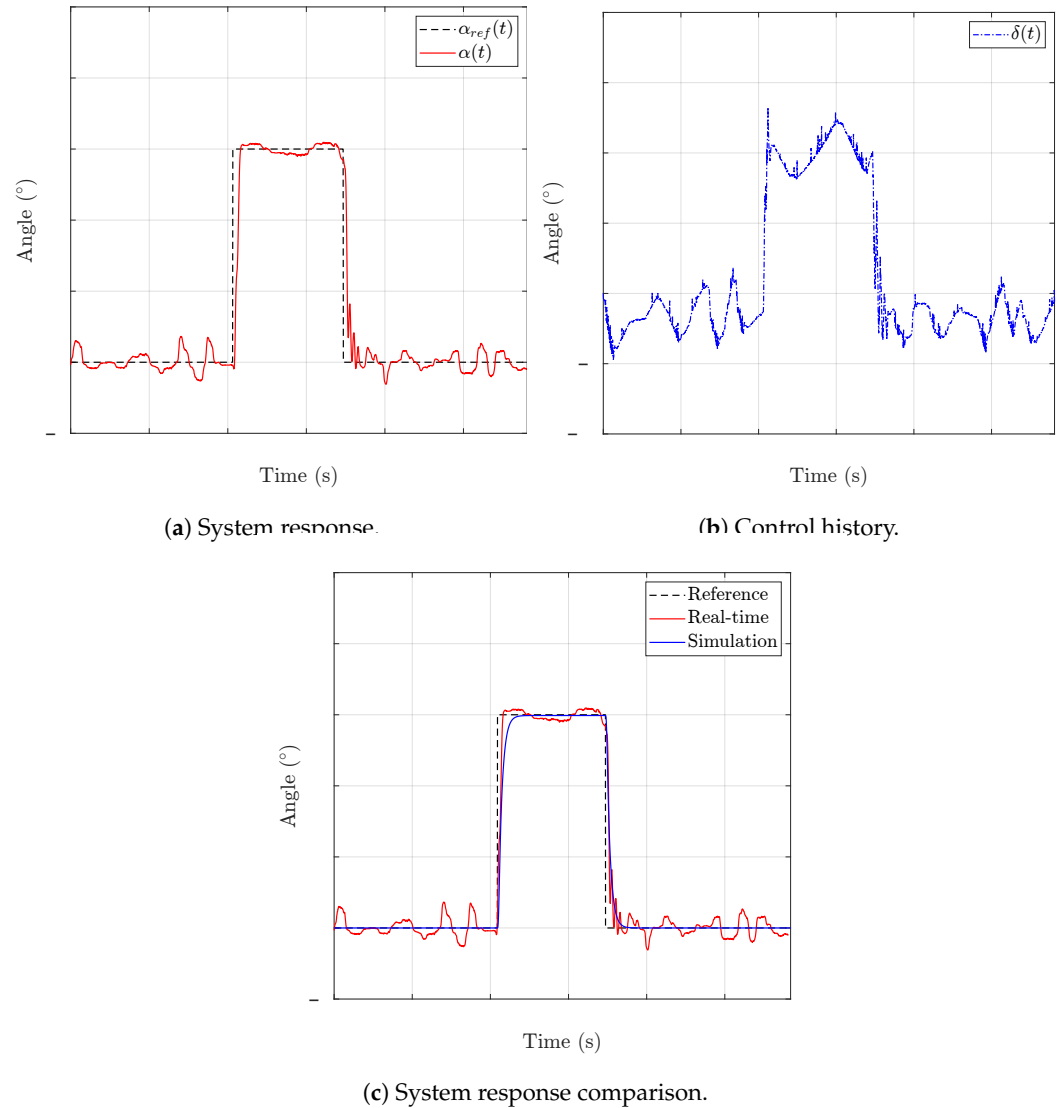 α_ref(t)
α(t)
Angle (°)
–
Time (s)
(a) System response.
δ(t)
Angle (°)
–
Time (s)
(b) Control history.
Reference
Real-time
Simulation
Angle (°)
–
Time (s)
(c) System response comparison.